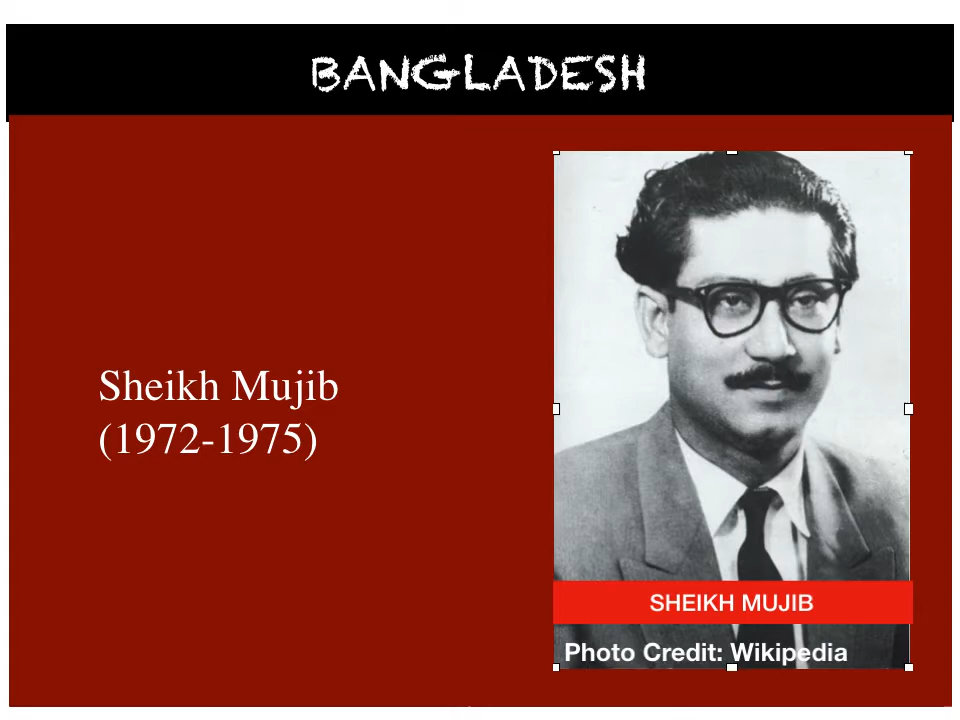 BANGLADESH
Sheikh Mujib
(1972-1975)
SHEIKH MUJIB
Photo Credit: Wikipedia